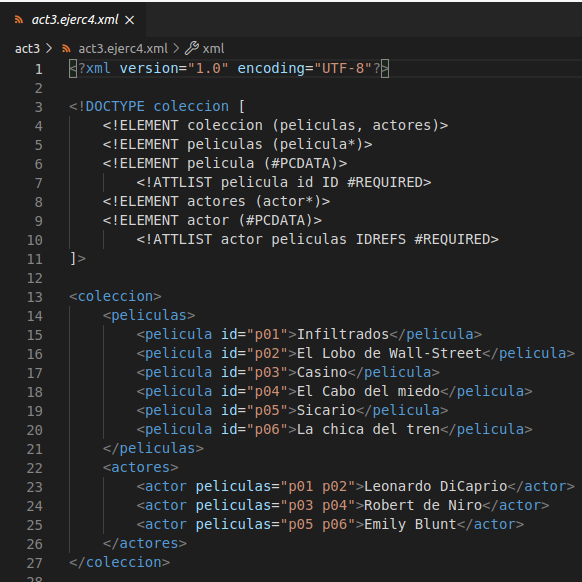 act3.ejerc4.xml ×
act3 > act3.ejerc4.xml > xml
1 <?xml version="1.0" encoding="UTF-8"?>
2
3 <!DOCTYPE coleccion [
4 <!ELEMENT coleccion (peliculas, actores)>
5 <!ELEMENT peliculas (pelicula*)>
6 <!ELEMENT pelicula (#PCDATA)>
7 <!ATTLIST pelicula id ID #REQUIRED>
8 <!ELEMENT actores (actor*)>
9 <!ELEMENT actor (#PCDATA)>
10 <!ATTLIST actor peliculas IDREFS #REQUIRED>
11 ]>
12
13 <coleccion>
14 <peliculas>
15 <pelicula id="p01">Infiltrados</pelicula>
16 <pelicula id="p02">El Lobo de Wall-Street</pelicula>
17 <pelicula id="p03">Casino</pelicula>
18 <pelicula id="p04">El Cabo del miedo</pelicula>
19 <pelicula id="p05">Sicario</pelicula>
20 <pelicula id="p06">La chica del tren</pelicula>
21 </peliculas>
22 <actores>
23 <actor peliculas="p01 p02">Leonardo DiCaprio</actor>
24 <actor peliculas="p03 p04">Robert de Niro</actor>
25 <actor peliculas="p05 p06">Emily Blunt</actor>
26 </actores>
27 </coleccion>
28